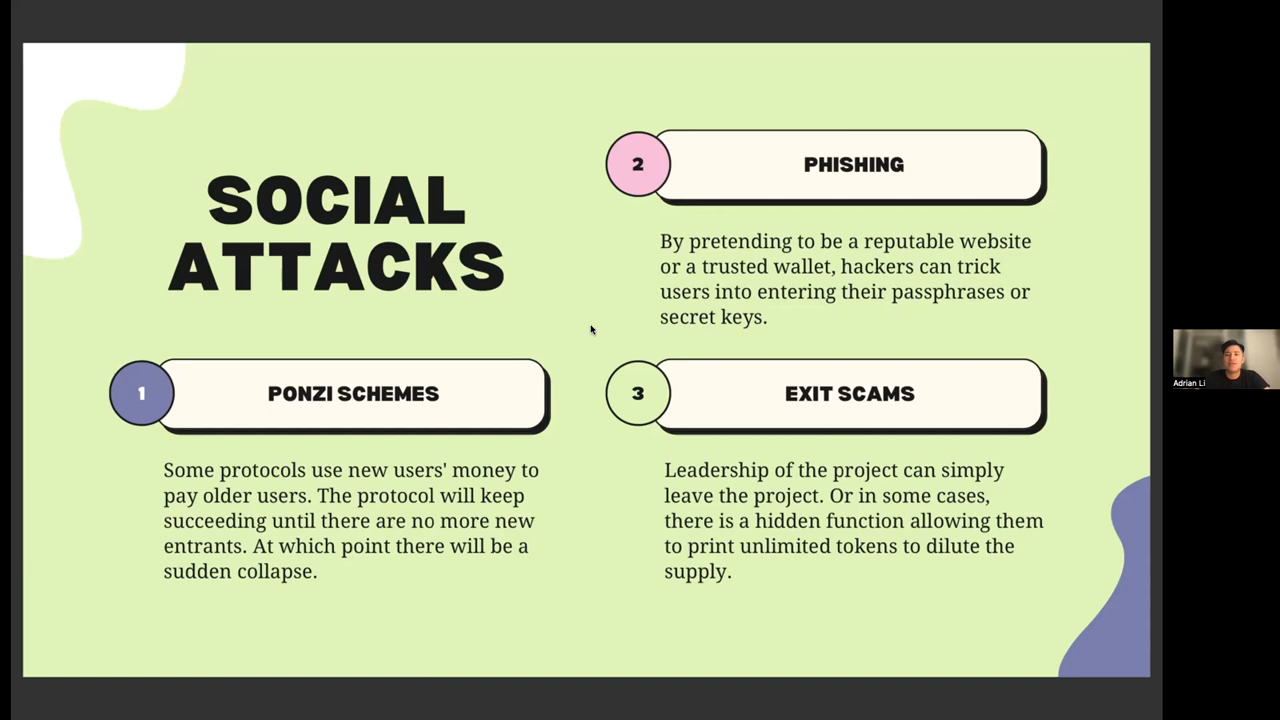 SOCIAL
ATTACKS
1
PONZI SCHEMES
Some protocols use new users' money to
pay older users. The protocol will keep
succeeding until there are no more new
entrants. At which point there will be a
sudden collapse.
2
PHISHING
By pretending to be a reputable website
or a trusted wallet, hackers can trick
users into entering their passphrases or
secret keys.
3
EXIT SCAMS
Leadership of the project can simply
leave the project. Or in some cases,
there is a hidden function allowing them
to print unlimited tokens to dilute the
supply.
Adrian Li